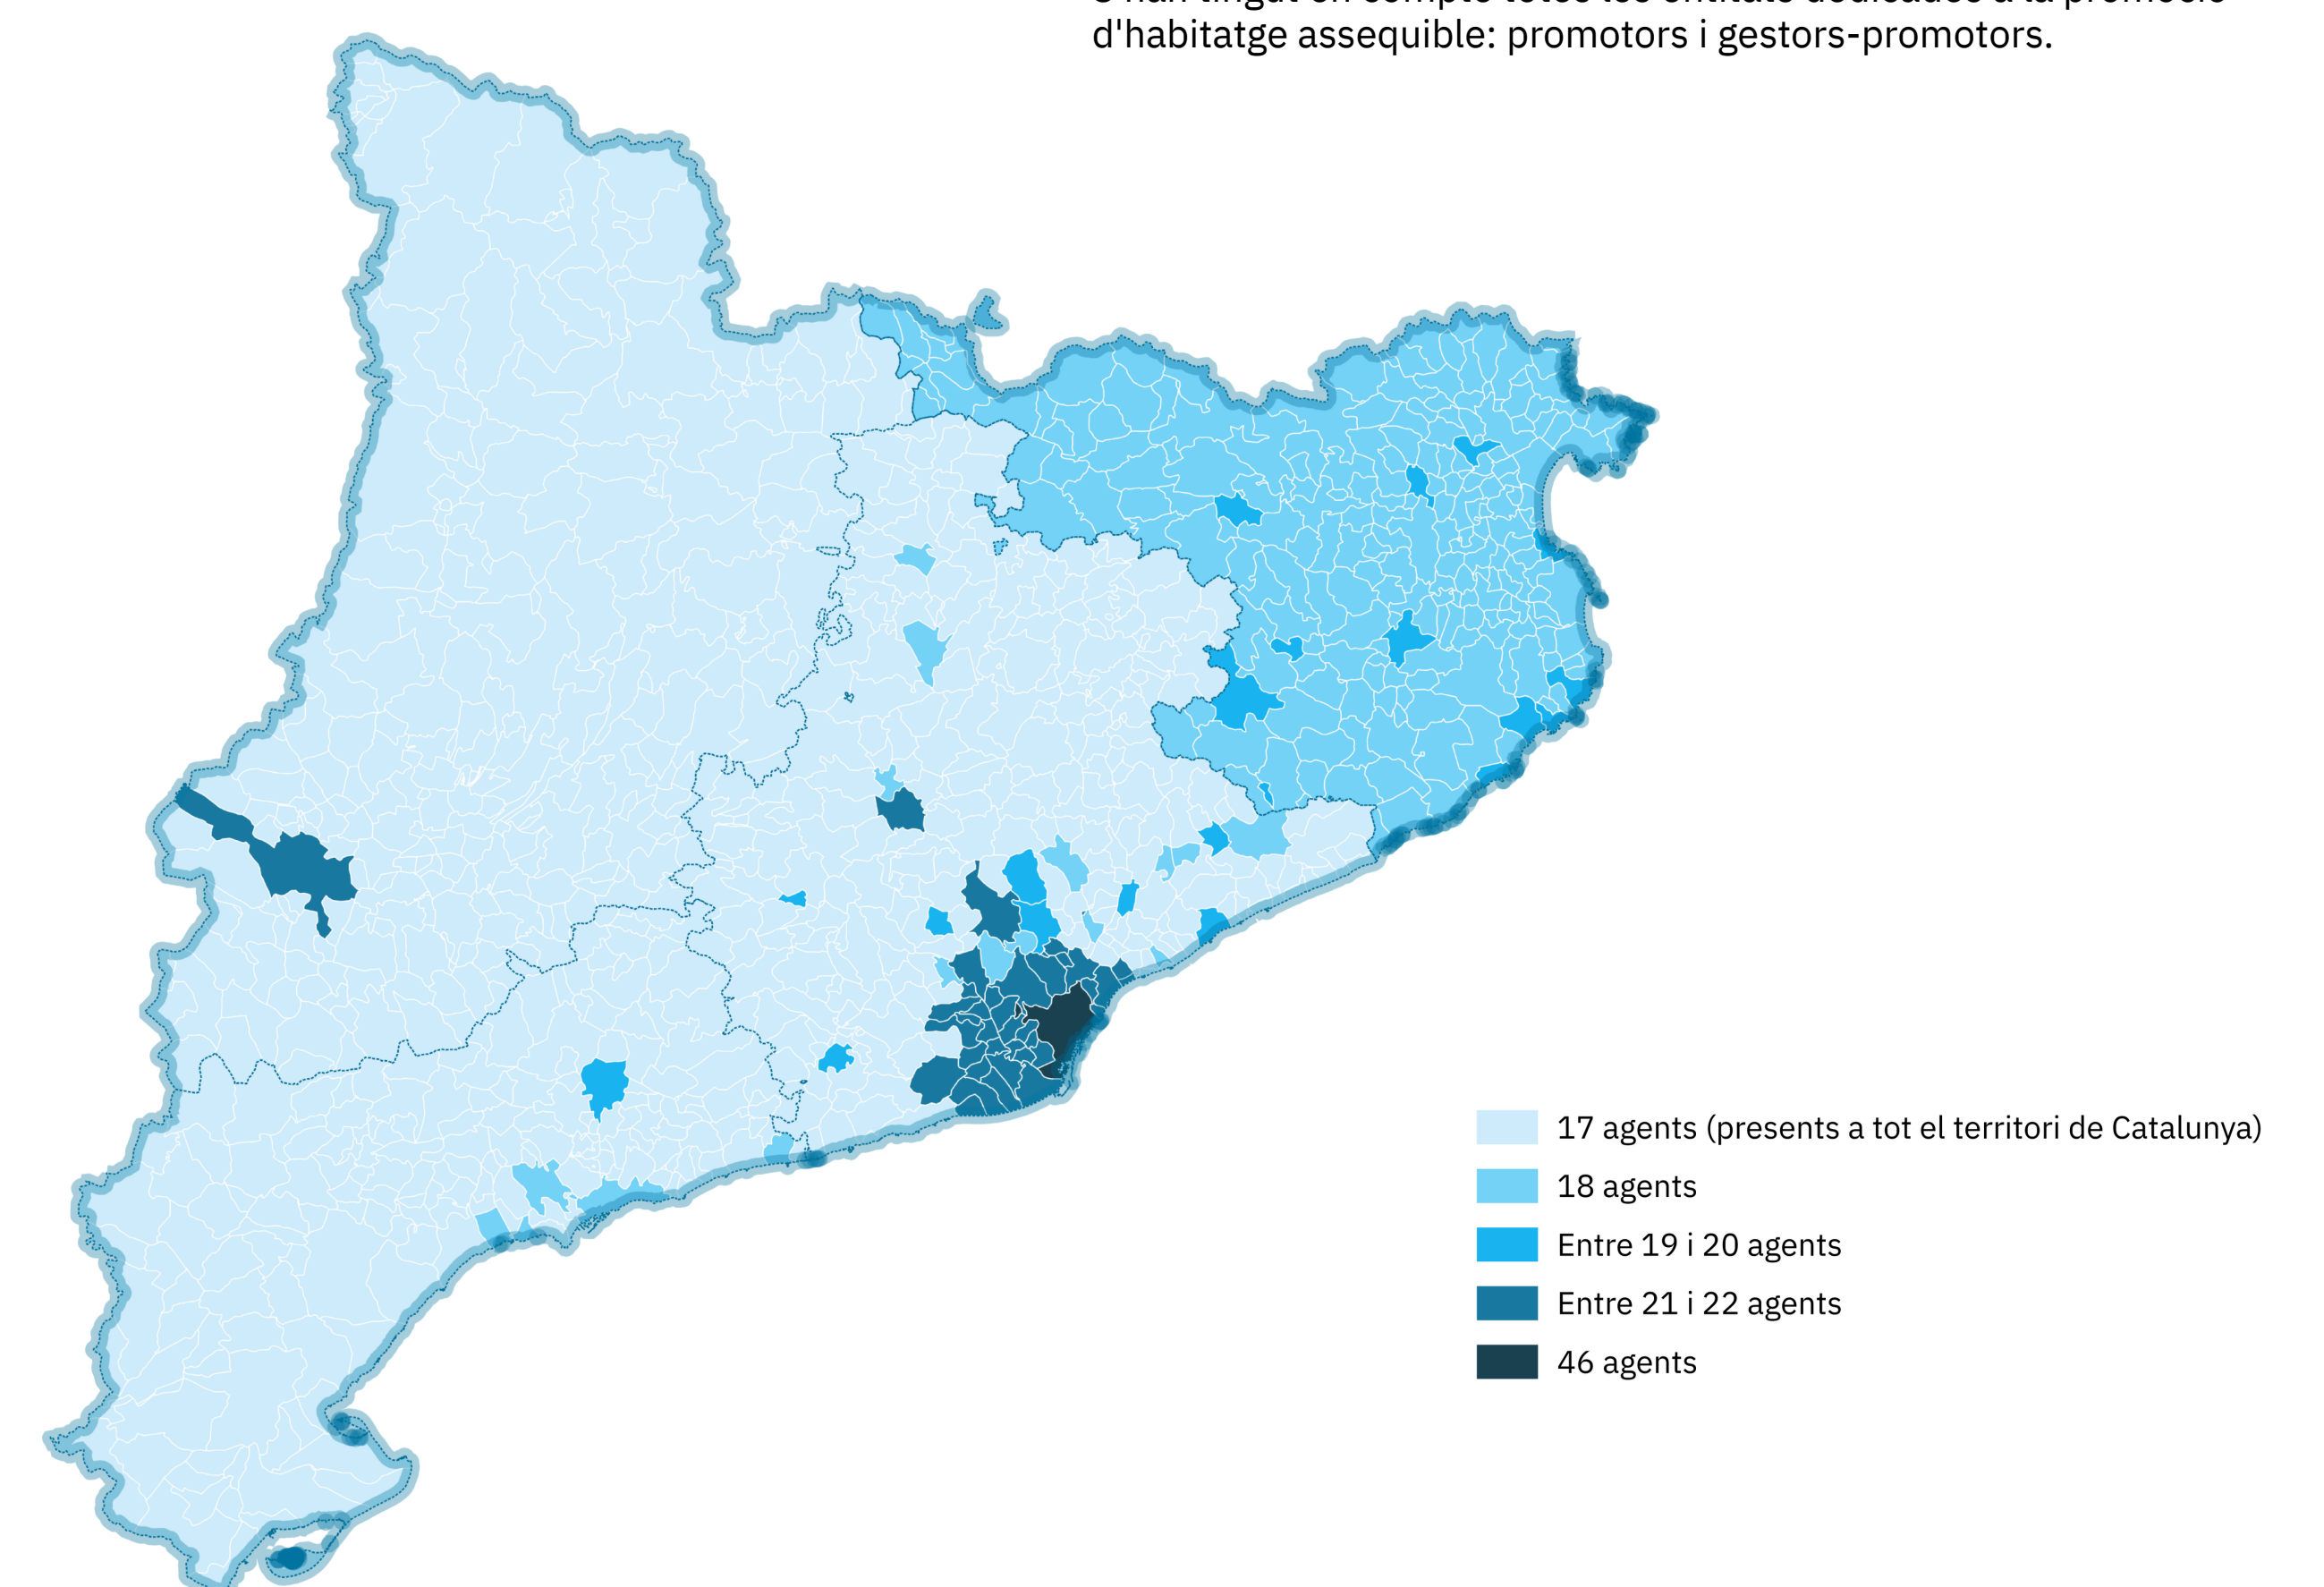 d'habitatge assequible: promotors i gestors-promotors.
17 agents (presents a tot el territori de Catalunya)
18 agents
Entre 19 i 20 agents
Entre 21 i 22 agents
46 agents